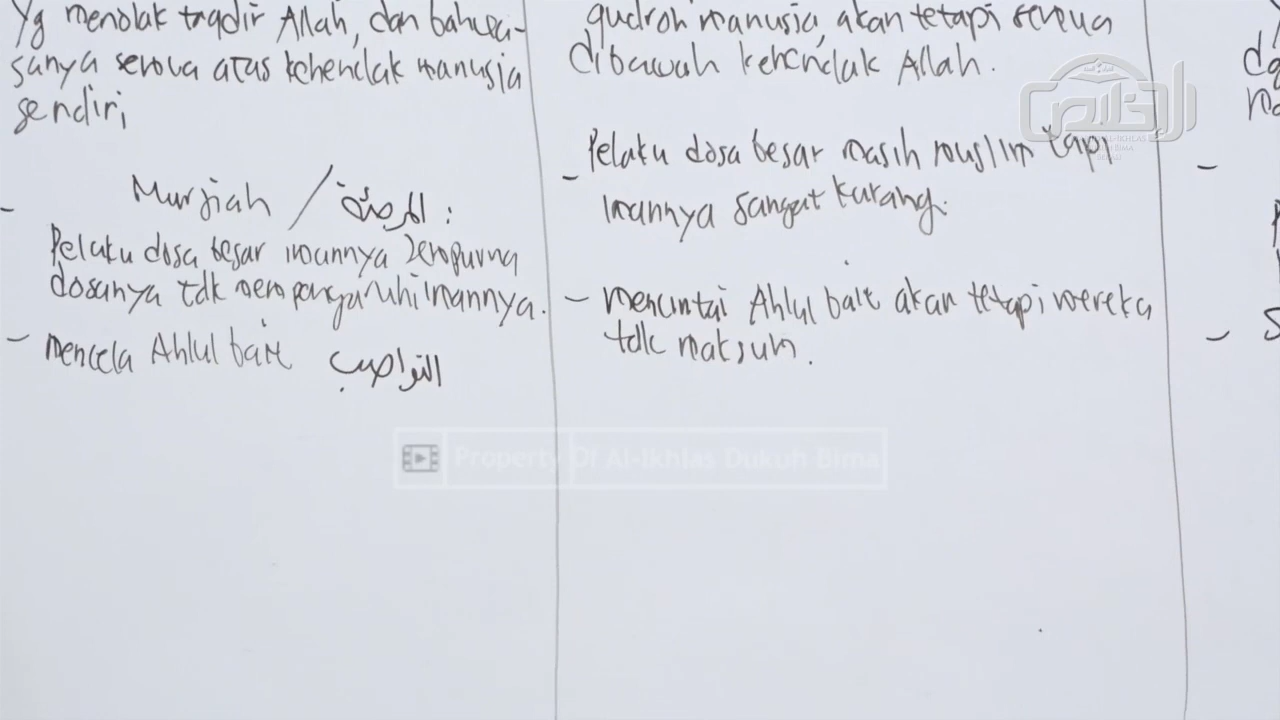 Yg menolak taqdir Allah, dan bahwa-
sanya semua atas kehendak manusia
sendiri
- Murjiah / المرجئة :
Pelaku dosa besar imannya sempurna
dosanya tdk mempengaruhi imannya.
- mencela Ahlul bait النواصب
qudroh manusia, akan tetapi semua
dibawah kehendak Allah.
- Pelaku dosa besar masih muslim tapi
imannya sangat kurang.
- mencintai Ahlul bait akan tetapi mereka
tdk maksum.
الإخلاص
AL-IKHLAS
Property Of Al-Ikhlas Dukuh Bima